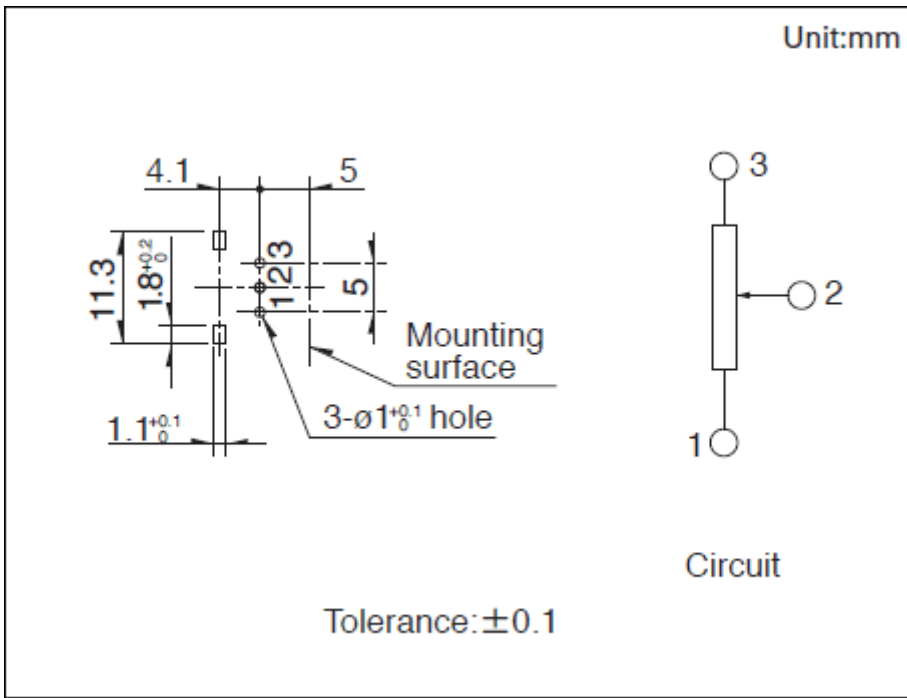 Unit:mm
4.1
5
3
11.3
1.8+0.2 0
1 2 3
5
2
Mounting
surface
3-ø1+0.1 0 hole
1.1+0.1 0
1
Circuit
Tolerance:±0.1